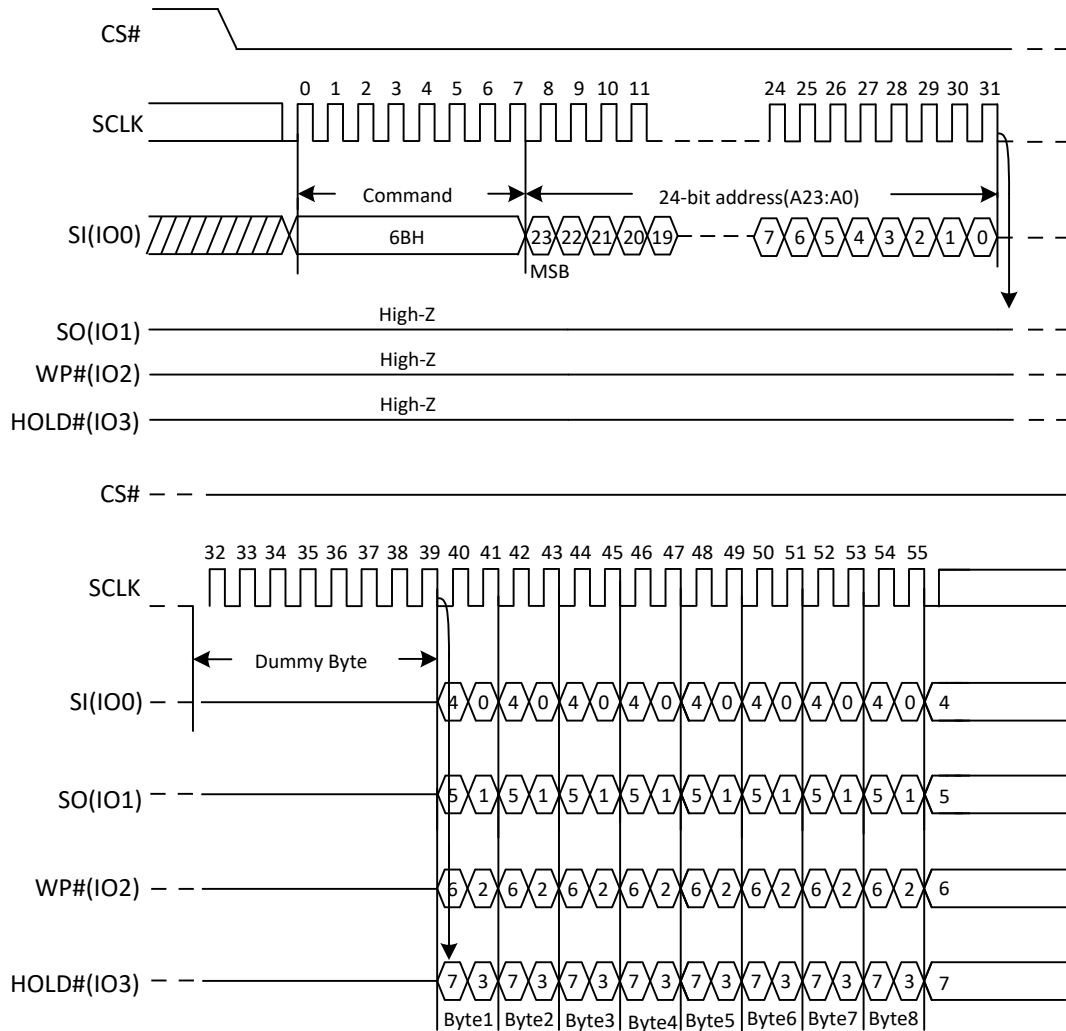 CS#
0 1 2 3 4 5 6 7 8 9 10 11 24 25 26 27 28 29 30 31
SCLK
Command 24-bit address(A23:A0)
SI(IO0) 6BH 23 22 21 20 19 7 6 5 4 3 2 1 0
MSB
SO(IO1) High-Z
WP#(IO2) High-Z
HOLD#(IO3) High-Z
CS#
32 33 34 35 36 37 38 39 40 41 42 43 44 45 46 47 48 49 50 51 52 53 54 55
SCLK
Dummy Byte
SI(IO0) 4 0 4 0 4 0 4 0 4 0 4 0 4 0 4 0 4
SO(IO1) 5 1 5 1 5 1 5 1 5 1 5 1 5 1 5 1 5
WP#(IO2) 6 2 6 2 6 2 6 2 6 2 6 2 6 2 6 2 6
HOLD#(IO3) 7 3 7 3 7 3 7 3 7 3 7 3 7 3 7 3 7
Byte1 Byte2 Byte3 Byte4 Byte5 Byte6 Byte7 Byte8